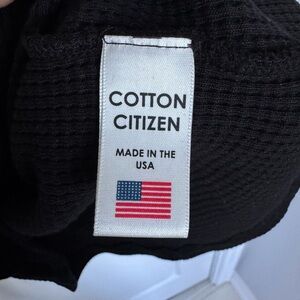 COTTON
CITIZEN
MADE IN THE
USA